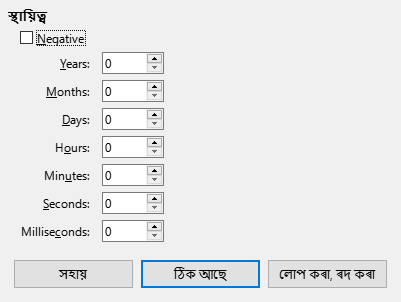 স্থায়িত্ব
Negative
Years: 0
Months: 0
Days: 0
Hours: 0
Minutes: 0
Seconds: 0
Milliseconds: 0
সহায় ঠিক আছে লোপ কৰা, ৰদ কৰা